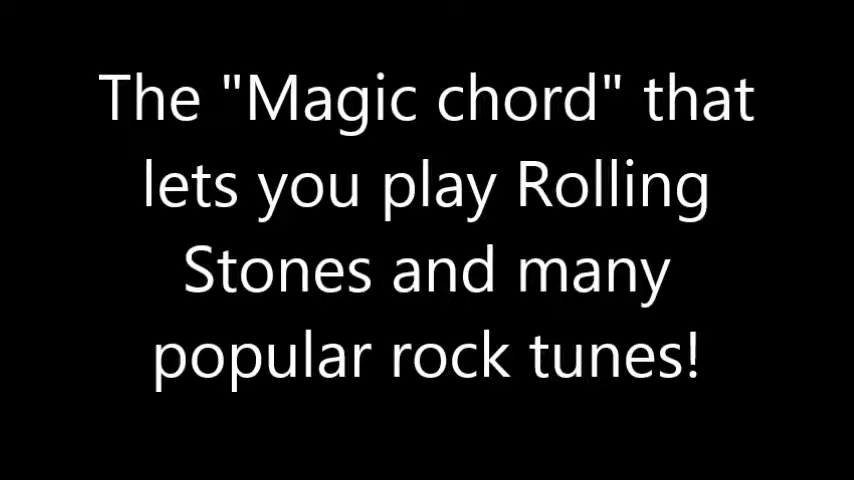 The "Magic chord" that
lets you play Rolling
Stones and many
popular rock tunes!